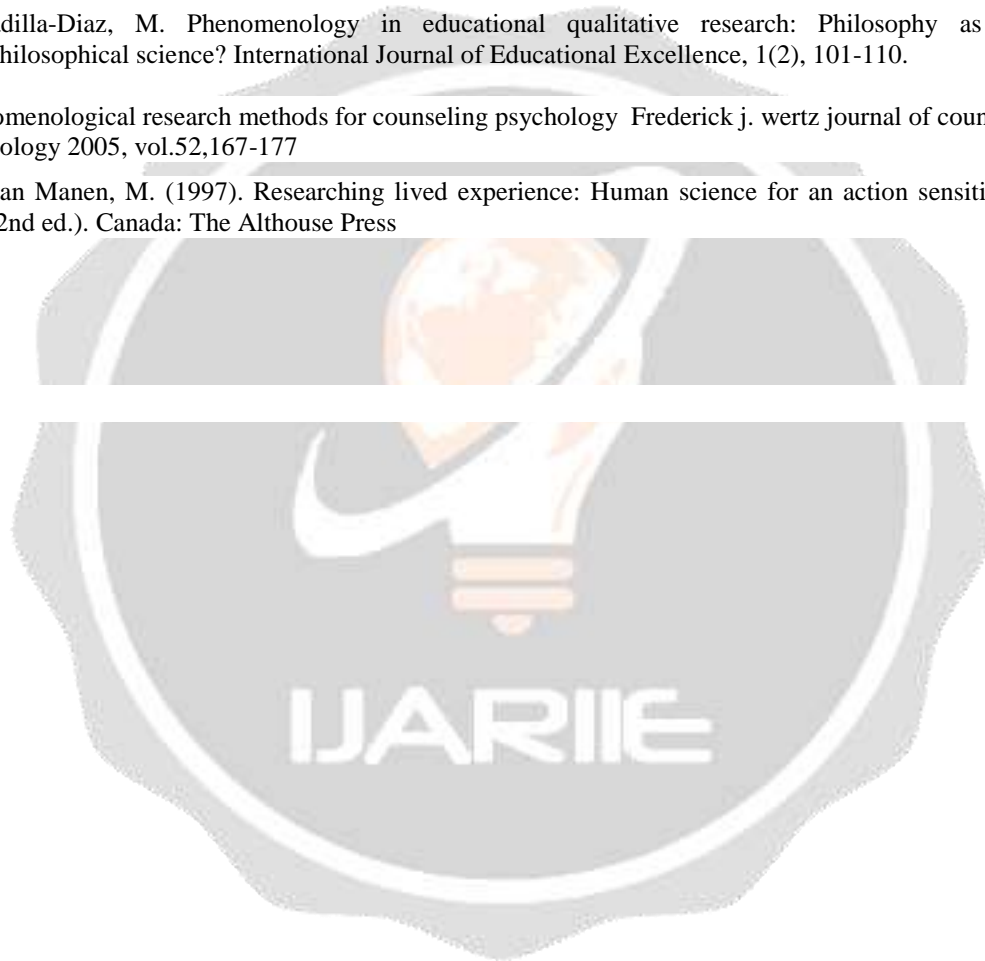 adilla-Diaz, M. Phenomenology in educational qualitative research: Philosophy as
hilosophical science? International Journal of Educational Excellence, 1(2), 101-110.
omenological research methods for counseling psychology Frederick j. wertz journal of coun
ology 2005, vol.52,167-177
an Manen, M. (1997). Researching lived experience: Human science for an action sensiti
2nd ed.). Canada: The Althouse Press
IJARIIE